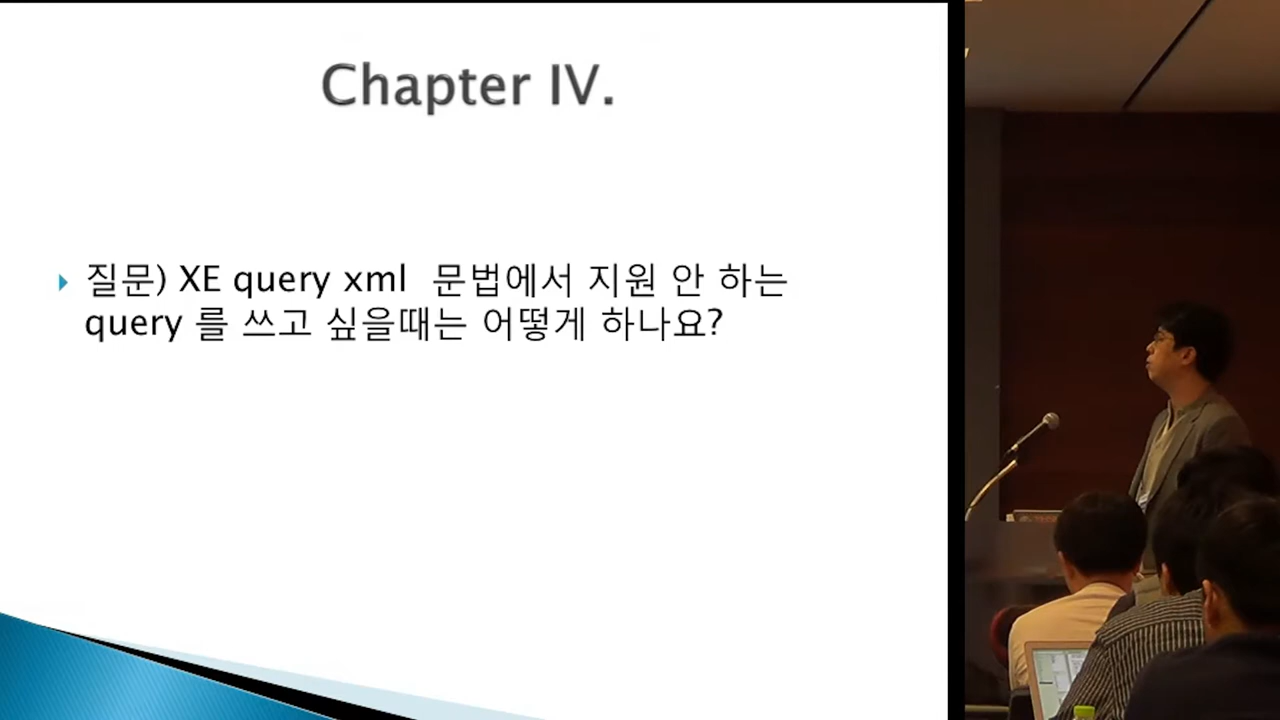 Chapter IV.
질문) XE query xml 문법에서 지원 안 하는
query 를 쓰고 싶을때는 어떻게 하나요?